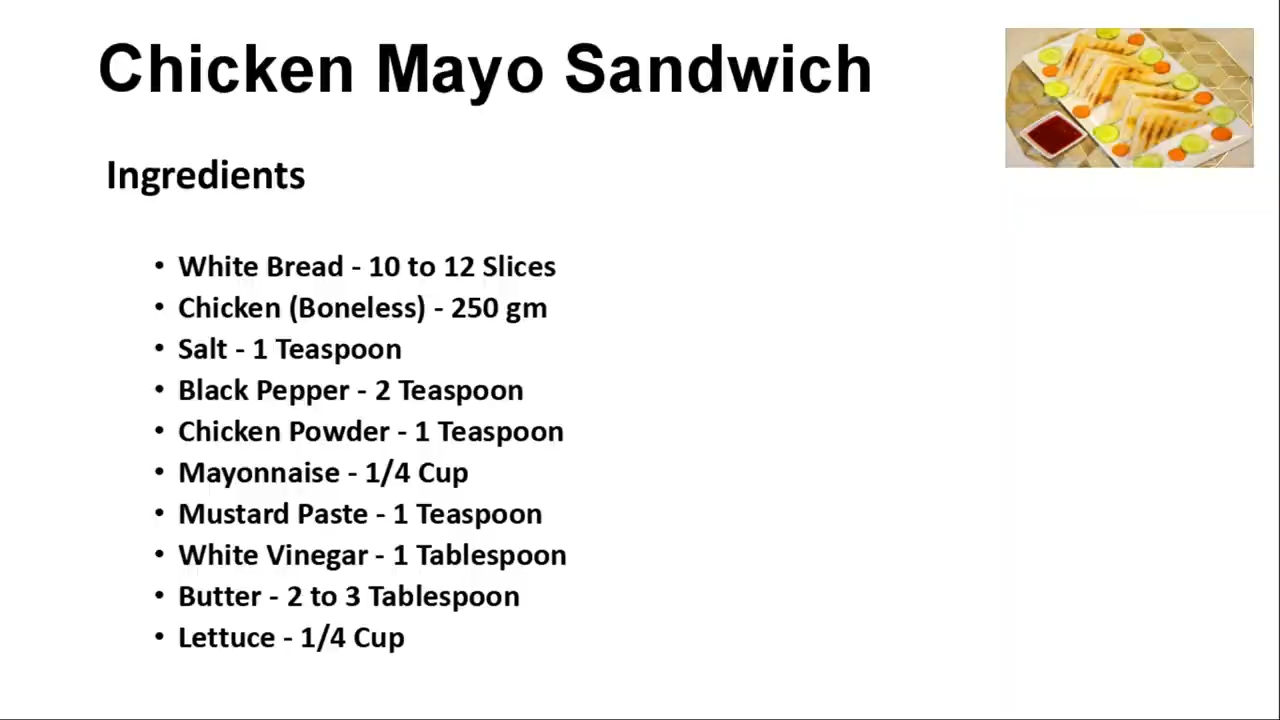 Chicken Mayo Sandwich
Ingredients
• White Bread - 10 to 12 Slices
• Chicken (Boneless) - 250 gm
• Salt - 1 Teaspoon
• Black Pepper - 2 Teaspoon
• Chicken Powder - 1 Teaspoon
• Mayonnaise - 1/4 Cup
• Mustard Paste - 1 Teaspoon
• White Vinegar - 1 Tablespoon
• Butter - 2 to 3 Tablespoon
• Lettuce - 1/4 Cup